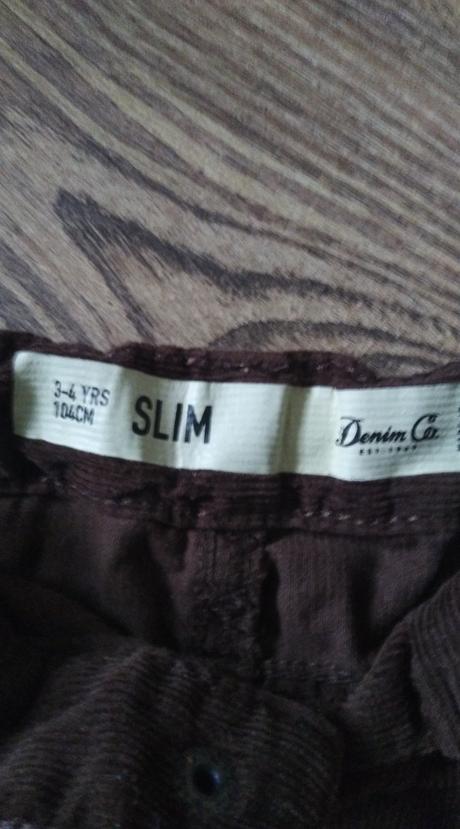 3-4 YRS
104CM
SLIM
Denim Co.